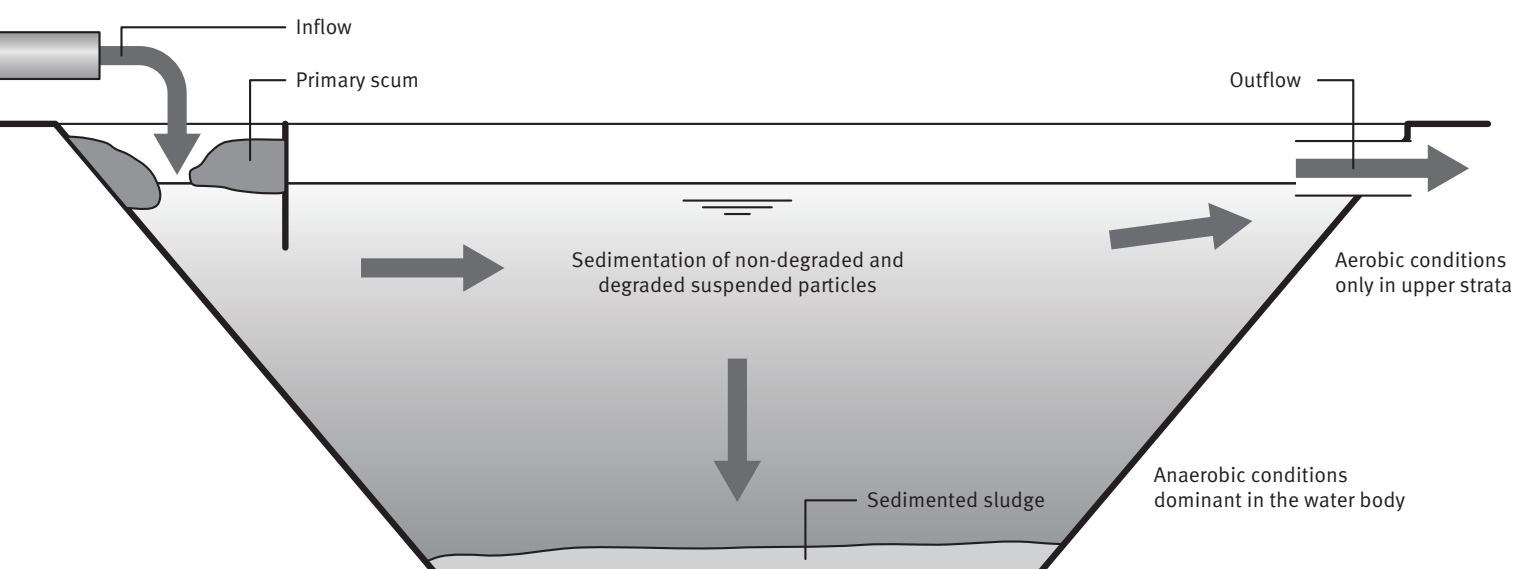 Inflow
Primary scum
Outflow
Sedimentation of non-degraded and
degraded suspended particles
Aerobic conditions
only in upper strata
Anaerobic conditions
dominant in the water body
Sedimented sludge